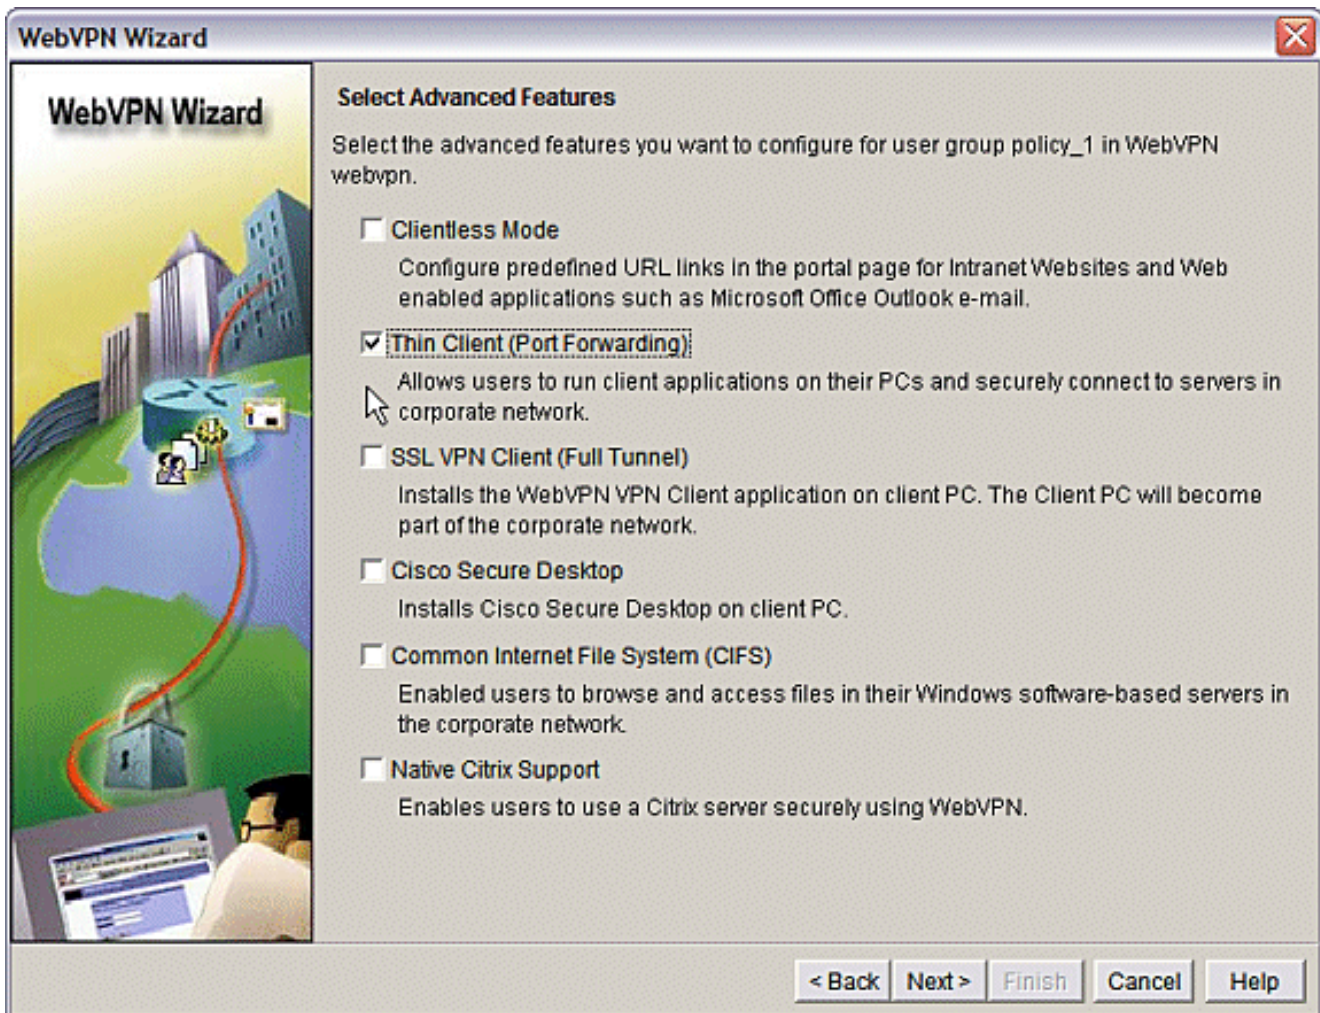 WebVPN Wizard
WebVPN Wizard
Select Advanced Features
Select the advanced features you want to configure for user group policy_1 in WebVPN
webvpn.
Clientless Mode
Configure predefined URL links in the portal page for Intranet Websites and Web
enabled applications such as Microsoft Office Outlook e-mail.
Thin Client (Port Forwarding)
Allows users to run client applications on their PCs and securely connect to servers in
corporate network.
SSL VPN Client (Full Tunnel)
Installs the WebVPN VPN Client application on client PC. The Client PC will become
part of the corporate network.
Cisco Secure Desktop
Installs Cisco Secure Desktop on client PC.
Common Internet File System (CIFS)
Enabled users to browse and access files in their Windows software-based servers in
the corporate network.
Native Citrix Support
Enables users to use a Citrix server securely using WebVPN.
< Back Next > Finish Cancel Help